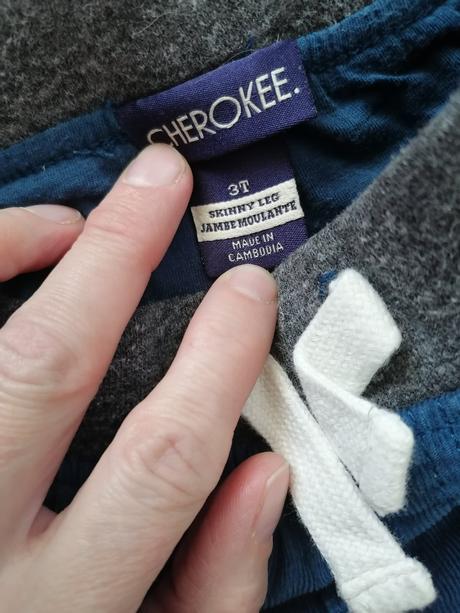 CHEROKEE.
3T
SKINNY LEG
JAMBE MOULANTE
MADE IN
CAMBODIA